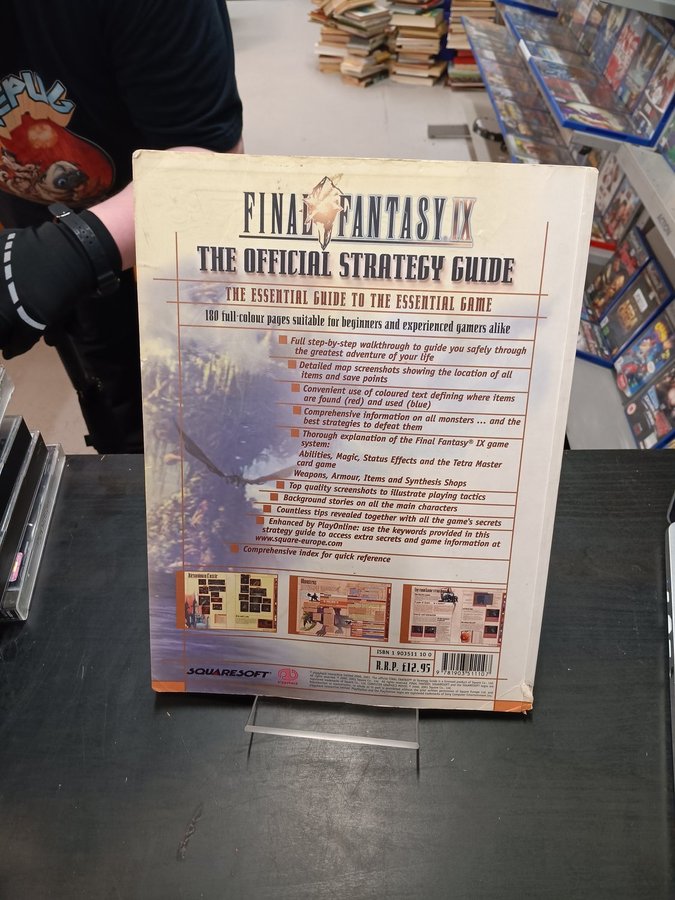 FINAL FANTASY IX
THE OFFICIAL STRATEGY GUIDE
THE ESSENTIAL GUIDE TO THE ESSENTIAL GAME
180 full-colour pages suitable for beginners and experienced gamers alike
Full step-by-step walkthrough to guide you safely through
the greatest adventure of your life
Detailed map screenshots showing the location of all
items and save points
Convenient use of coloured text defining where items
are found (red) and used (blue)
Comprehensive information on all monsters ... and the
best strategies to defeat them
Thorough explanation of the Final Fantasy® IX game
system:
Abilities, Magic, Status Effects and the Tetra Master
card game
Weapons, Armour, Items and Synthesis Shops
Top quality screenshots to illustrate playing tactics
Background stories on all the main characters
Countless tips revealed together with all the game's secrets
Enhanced by PlayOnline: use the keywords provided in this
strategy guide to access extra secrets and game information at
www.square-europe.com
Comprehensive index for quick reference
ISBN 1 903511 10 0
R.R.P. £12.95
9 781903 511107
SQUARESOFT